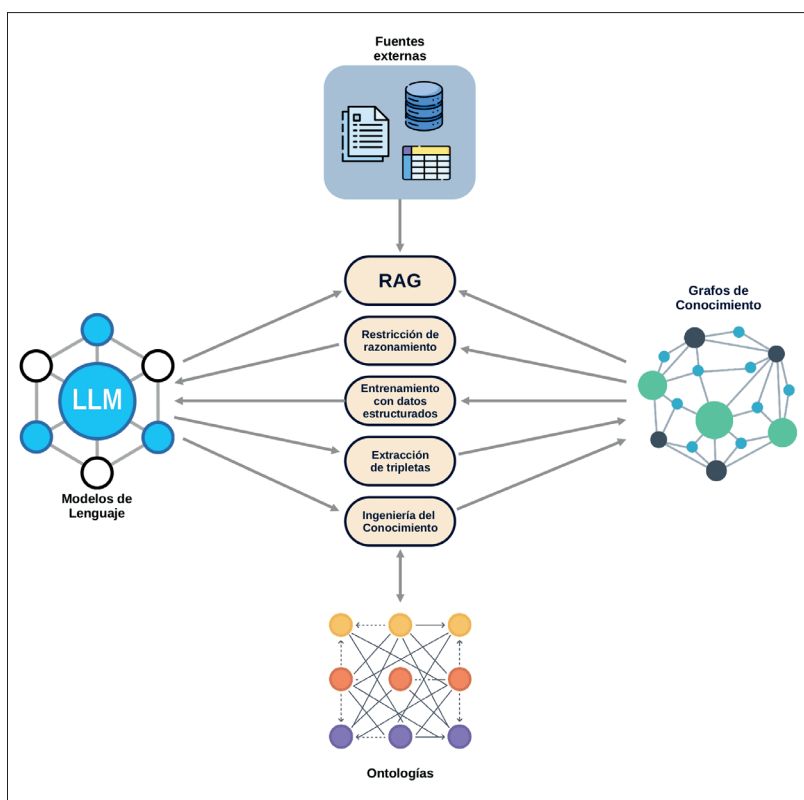 Fuentes
externas
RAG
Grafos de
Conocimiento
Restricción de
razonamiento
LLM
Entrenamiento
con datos
estructurados
Extracción
de tripletas
Modelos de
Lenguaje
Ingeniería del
Conocimiento
Ontologías